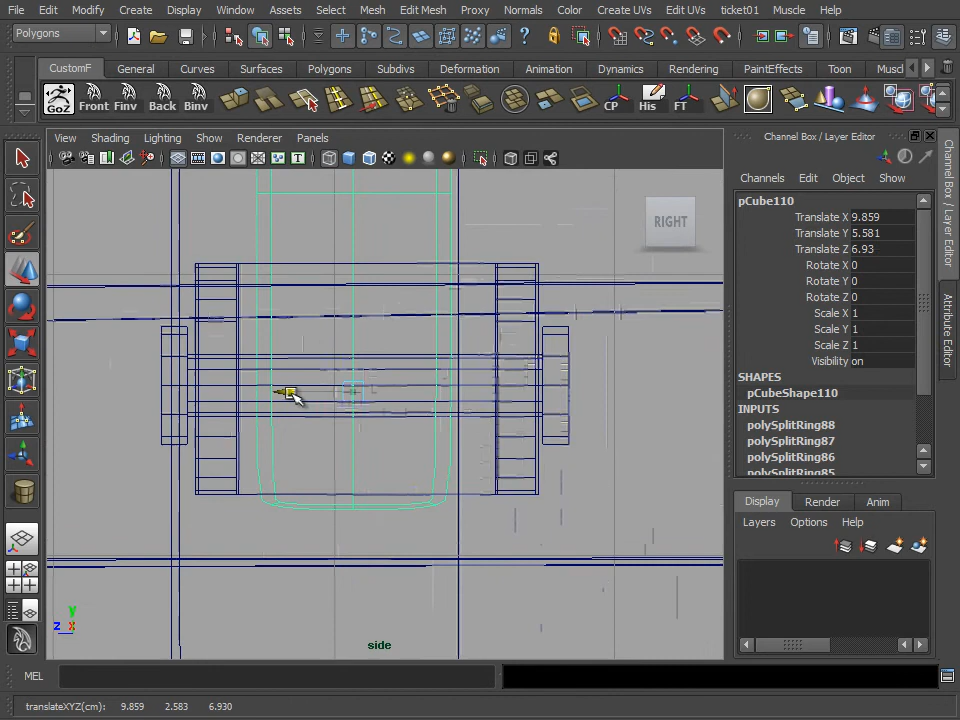 File Edit Modify Create Display Window Assets Select Mesh Edit Mesh Proxy Normals Color Create UVs Edit UVs ticket01 Muscle Help
Polygons
CustomF General Curves Surfaces Polygons Subdivs Deformation Animation Dynamics Rendering PaintEffects Toon Muscl
GoZ Front Finv Back Binv CP His FT
View Shading Lighting Show Renderer Panels
RIGHT
y
z x
side
Channel Box / Layer Editor
Channels Edit Object Show
pCube110
Translate X 9.859
Translate Y 5.581
Translate Z 6.93
Rotate X 0
Rotate Y 0
Rotate Z 0
Scale X 1
Scale Y 1
Scale Z 1
Visibility on
SHAPES
pCubeShape110
INPUTS
polySplitRing88
polySplitRing87
polySplitRing86
polySplitRing85
Display Render Anim
Layers Options Help
Channel Box / Layer Editor
Attribute Editor
MEL
translateXYZ(cm): 9.859 2.583 6.930